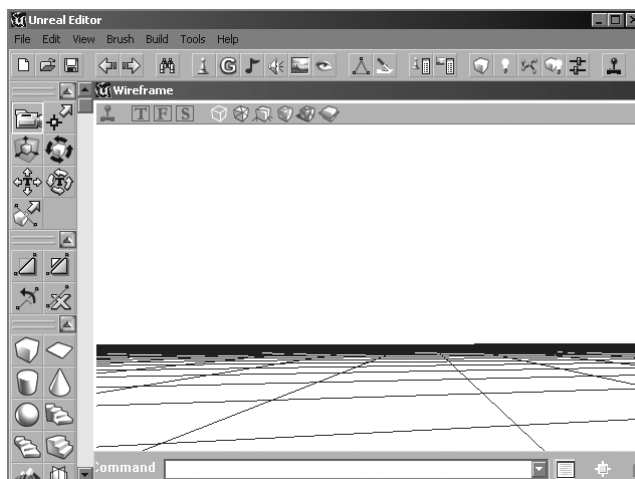 Unreal Editor
File Edit View Brush Build Tools Help
G
Wireframe
T F S
T
Command